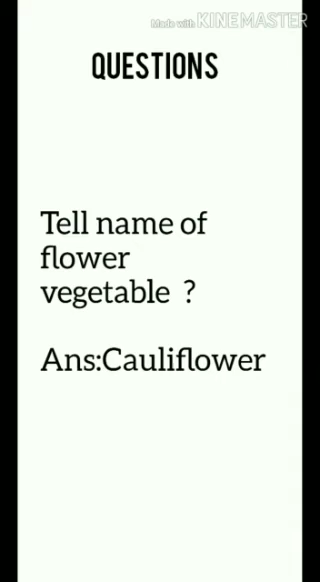 Made with KINEMASTER
QUESTIONS
Tell name of
flower
vegetable ?
Ans:Cauliflower